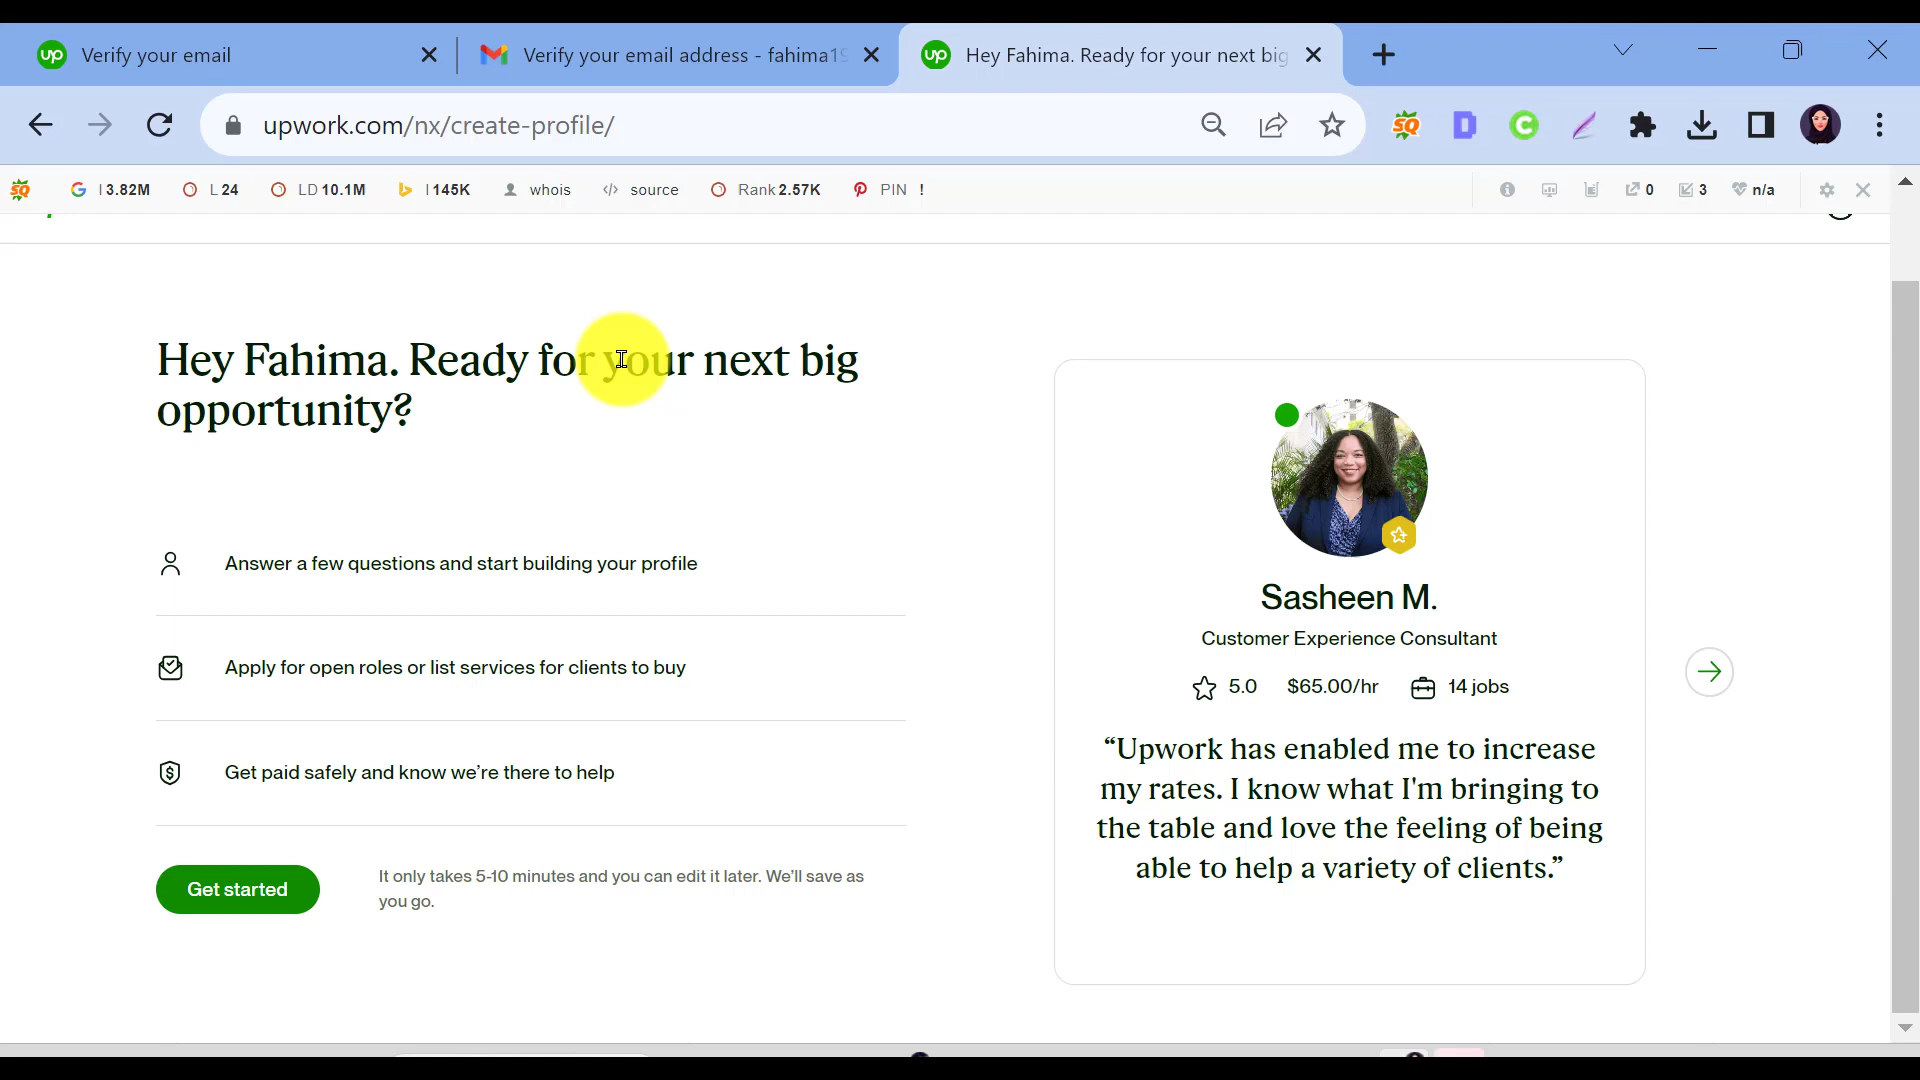 Verify your email
Verify your email address - fahima19
Hey Fahima. Ready for your next big
upwork.com/nx/create-profile/
I 3.82M L 24 LD 10.1M I 145K whois source Rank 2.57K PIN ! 0 3 n/a
Hey Fahima. Ready for your next big
opportunity?
Answer a few questions and start building your profile
Apply for open roles or list services for clients to buy
Get paid safely and know we’re there to help
Get started
It only takes 5-10 minutes and you can edit it later. We’ll save as
you go.
Sasheen M.
Customer Experience Consultant
5.0 $65.00/hr 14 jobs
“Upwork has enabled me to increase
my rates. I know what I'm bringing to
the table and love the feeling of being
able to help a variety of clients.”